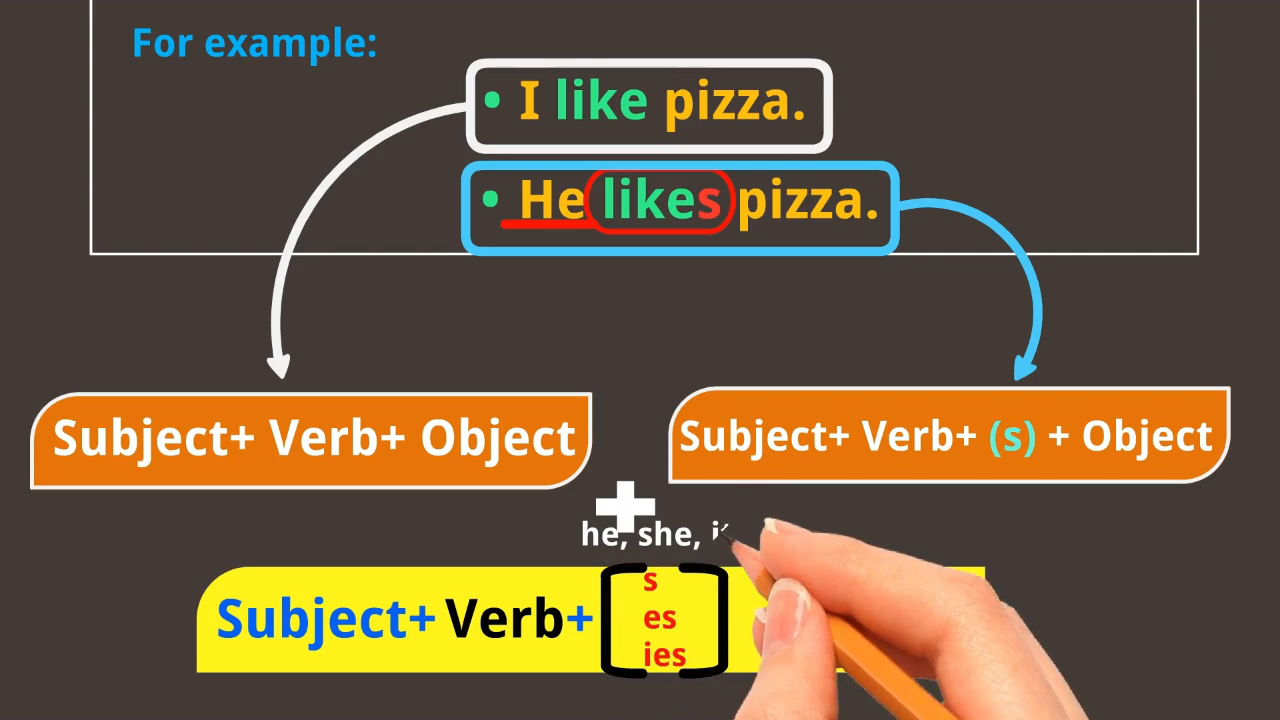 For example:
• I like pizza.
• He likes pizza.
Subject+ Verb+ Object
Subject+ Verb+ (s) + Object
he, she,
s
Subject+ Verb+ es
ies